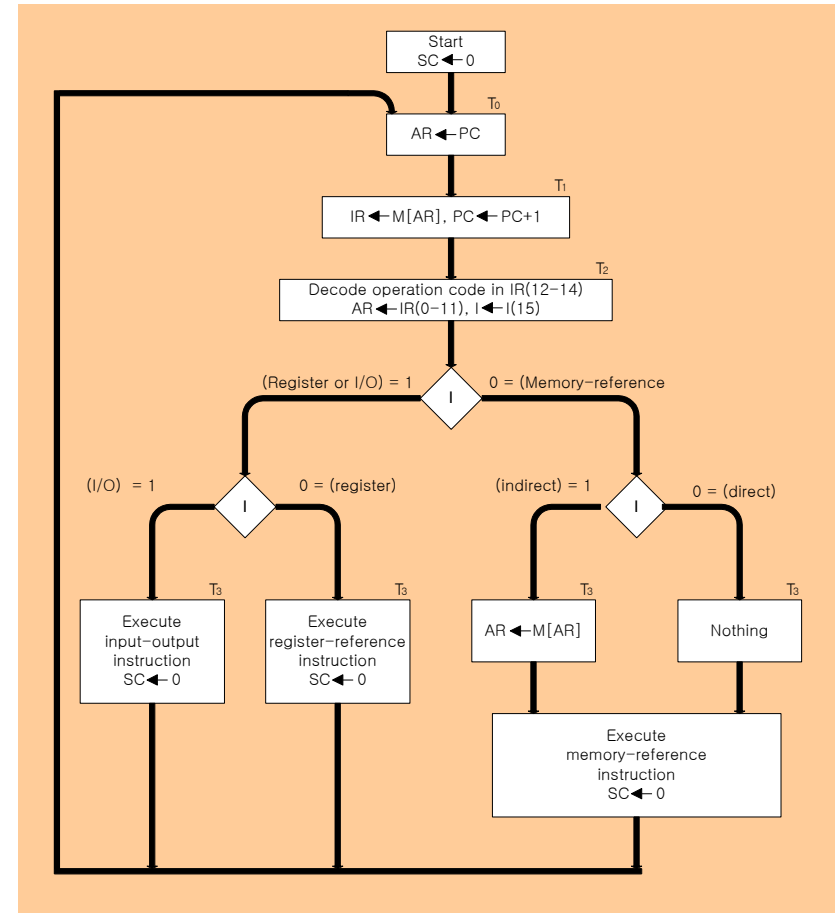 Start
SC← 0
T0
AR←PC
T1
IR←M[AR], PC← PC+1
T2
Decode operation code in IR(12-14)
AR←IR(0-11), I←I(15)
(Register or I/O) = 1
0 = (Memory-reference
I
(I/O) = 1
0 = (register)
(indirect) = 1
0 = (direct)
I
I
T3
T3
T3
T3
Execute
input-output
instruction
SC← 0
Execute
register-reference
instruction
SC← 0
AR←M[AR]
Nothing
Execute
memory-reference
instruction
SC← 0